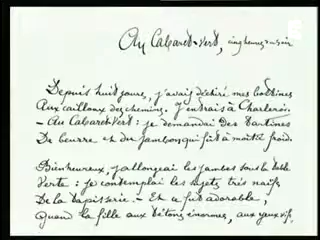 Au Cabaret-Vert, cinq heures du soir
Depuis huit jours, j'avais déchiré mes bottines
Aux cailloux des chemins. J'entrais à Charleroi.
- Au Cabaret-Vert : je demandai des tartines
De beurre et du jambon qui fût à moitié froid.
Bienheureux, j'allongeai les jambes sous la table
Verte : je contemplai les sujets très naïfs
De la tapisserie. - Et ce fut adorable,
Quand la fille aux tétons énormes, aux yeux vifs,